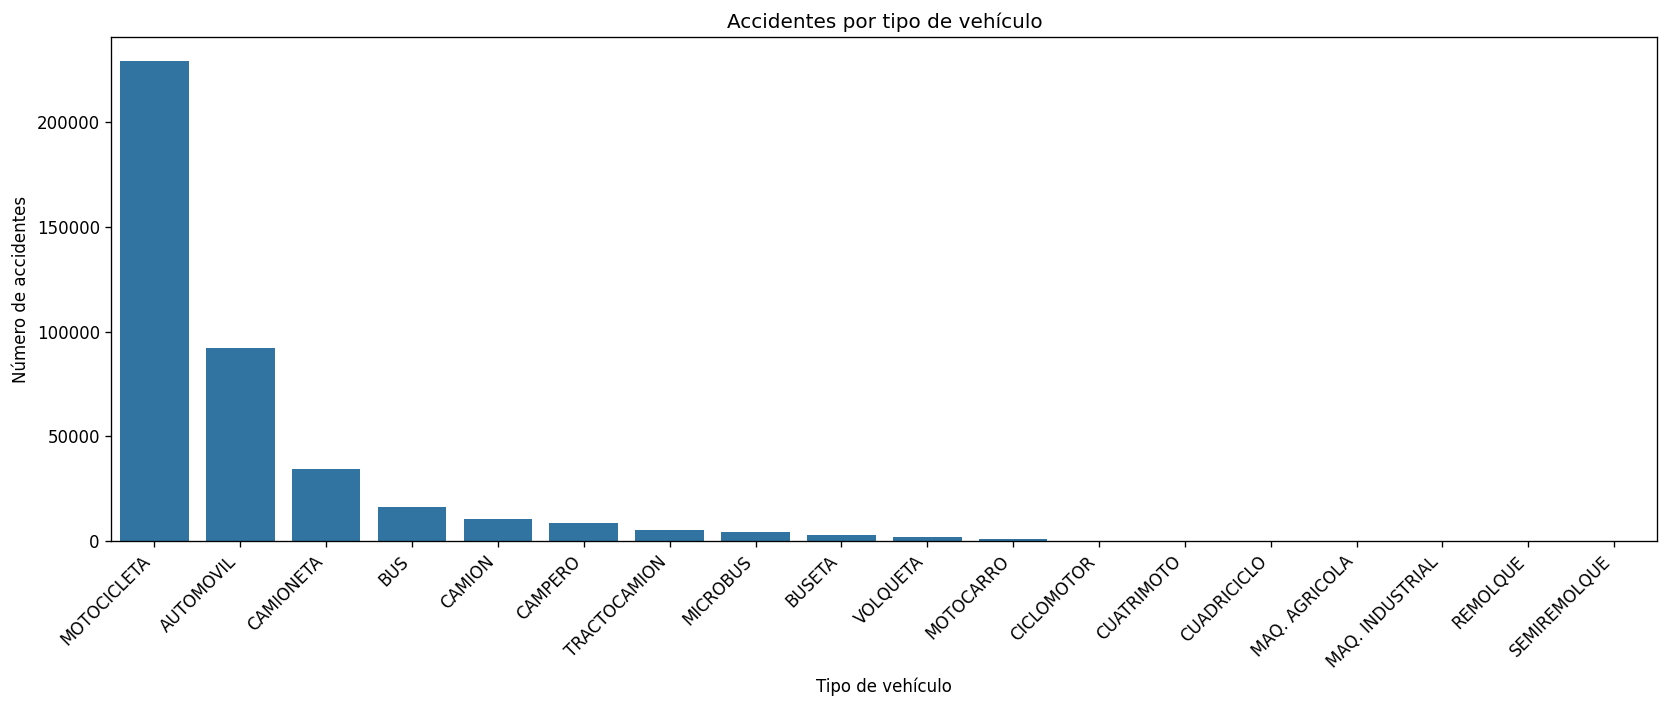 Accidentes por tipo de vehículo
Número de accidentes
200000
150000
100000
50000
0
MOTOCICLETA
AUTOMOVIL
CAMIONETA
BUS
CAMION
CAMPERO
TRACTOCAMION
MICROBUS
BUSETA
VOLQUETA
MOTOCARRO
CICLOMOTOR
CUATRIMOTO
CUADRICICLO
MAQ. AGRICOLA
MAQ. INDUSTRIAL
REMOLQUE
SEMIREMOLQUE
Tipo de vehículo